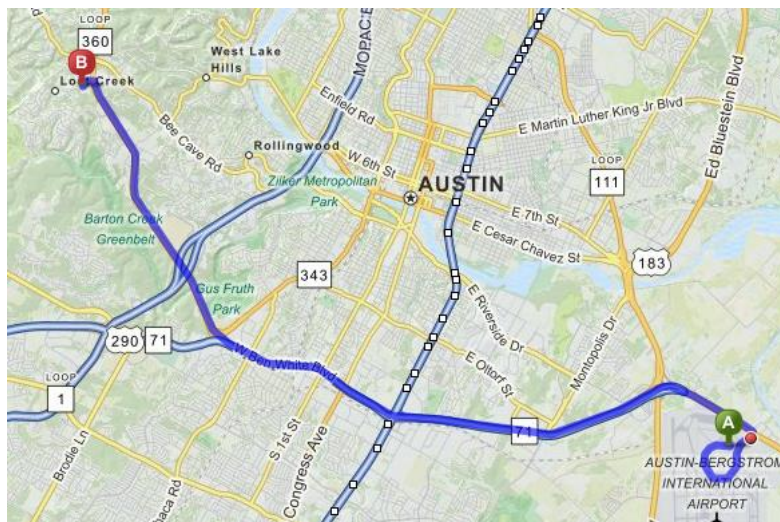 LOOP
360
B
Lost Creek
West Lake
Hills
MOPAC E
Enfield Rd
E Martin Luther King Jr Blvd
Ed Bluestein Blvd
Bee Cave Rd
Rollingwood
W 6th St
Zilker Metropolitan
Park
AUSTIN
LOOP
111
E 7th St
E Cesar Chavez St
183
Barton Creek
Greenbelt
343
Gus Fruth
Park
E Riverside Dr
Montopolis Dr
290
71
W Ben White Blvd
E Oltorf St
LOOP
1
Brodie Ln
S 1st St
Congress Ave
71
A
AUSTIN-BERGSTROM
INTERNATIONAL
AIRPORT